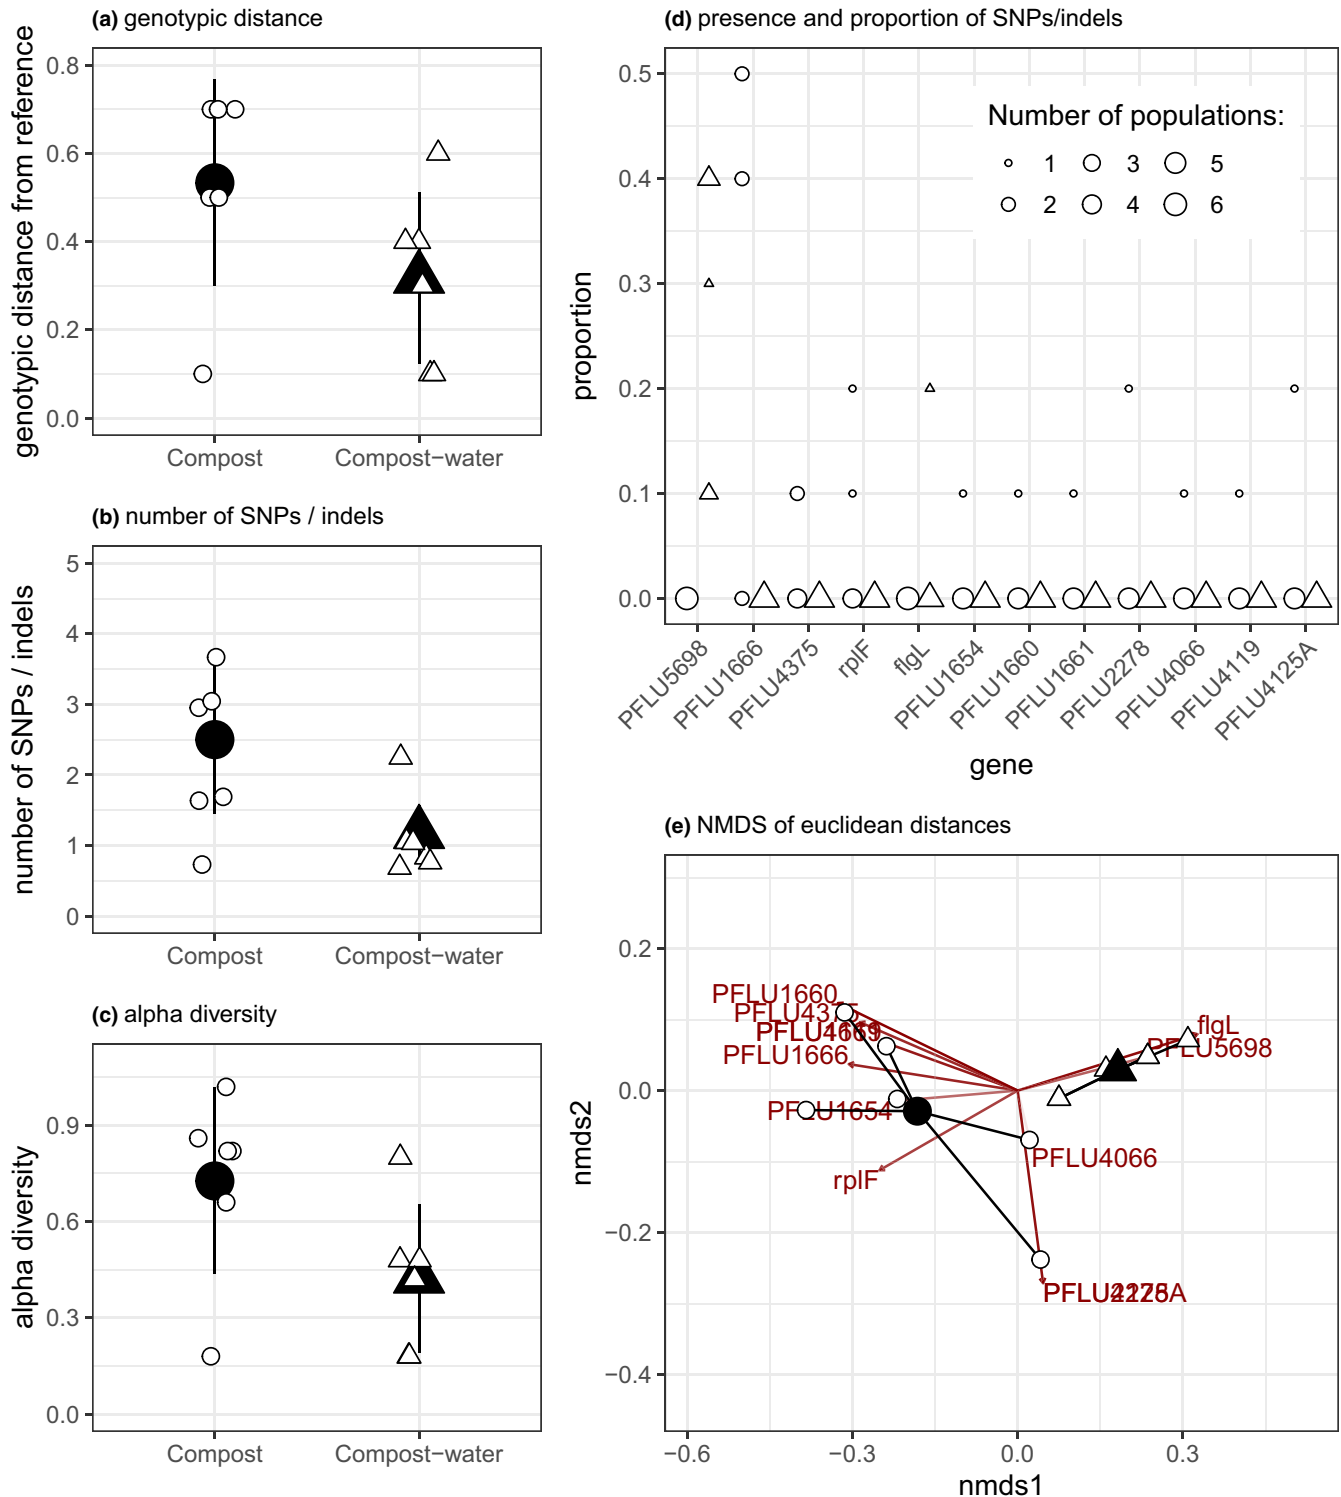 (a) genotypic distance
genotypic distance from reference
0.8
0.6
0.4
0.2
0.0
Compost
Compost−water
(b) number of SNPs / indels
number of SNPs / indels
5
4
3
2
1
0
Compost
Compost−water
(c) alpha diversity
alpha diversity
0.9
0.6
0.3
0.0
Compost
Compost−water
(d) presence and proportion of SNPs/indels
proportion
0.5
0.4
0.3
0.2
0.1
0.0
Number of populations:
1
3
5
2
4
6
PFLU5698
PFLU1666
PFLU4375
rplF
flgL
PFLU1654
PFLU1660
PFLU1661
PFLU2278
PFLU4066
PFLU4119
PFLU4125A
gene
(e) NMDS of euclidean distances
nmds2
0.2
0.0
−0.2
−0.4
PFLU1660
PFLU4375
PFLU1666
PFLU1654
rplF
flgL
PFLU5698
PFLU4066
−0.6
−0.3
0.0
0.3
nmds1